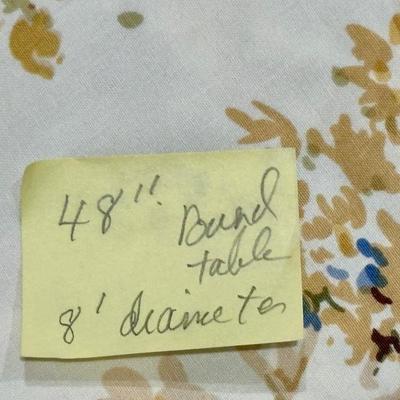 48" Round
table
8' diameter